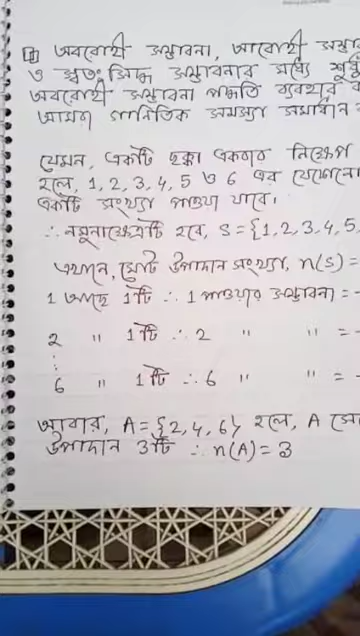 অবরোহী সম্ভাবনা, আরোহী
ও স্বতঃসিদ্ধ সম্ভাবনার মধ্যে শুধু
অবরোহী সম্ভাবনা পদ্ধতি ব্যবহার
আমরা গাণিতিক সমস্যা সমাধান
যেমন, একটি ছক্কা একবার নিক্ষেপ
হলে, 1, 2, 3, 4, 5 ও 6 এর যেকোনো
একটি সংখ্যা পাওয়া যাবে।
∴ নমুনাক্ষেত্রটি হবে, S = {1, 2, 3, 4, 5,
এখানে, মোট উপাদান সংখ্যা, n(S) =
1 আছে 1টি ∴ 1 পাওয়ার সম্ভাবনা =
2 " 1টি ∴ 2 " " =
⋮
6 " 1টি ∴ 6 " " =
আবার, A = {2, 4, 6} হলে, A
উপাদান 3টি ∴ n(A) = 3